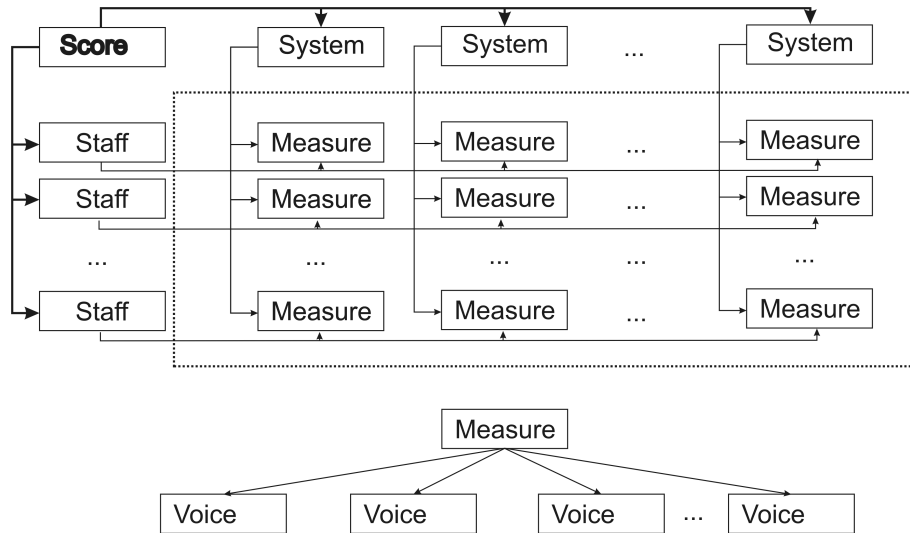 Score System System ... System
Staff Measure Measure ... Measure
Staff Measure Measure ... Measure
... ... ... ... ...
Staff Measure Measure ... Measure
Measure
Voice Voice Voice ... Voice